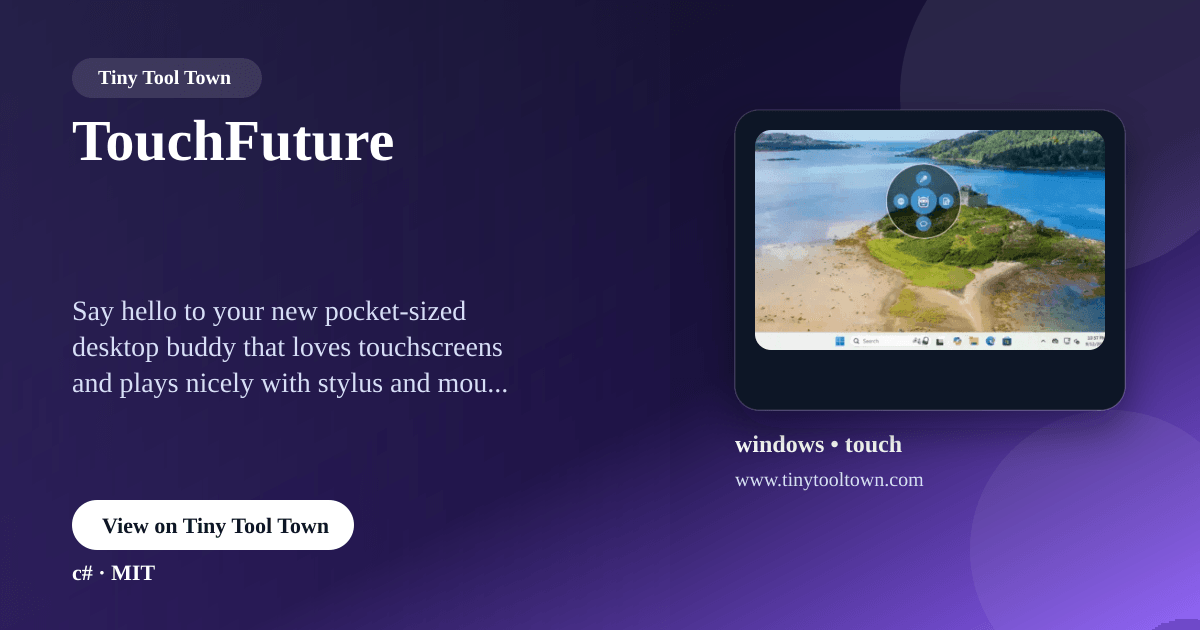 Tiny Tool Town
TouchFuture
Say hello to your new pocket-sized
desktop buddy that loves touchscreens
and plays nicely with stylus and mou...
View on Tiny Tool Town
c# · MIT
Search
windows • touch
www.tinytooltown.com